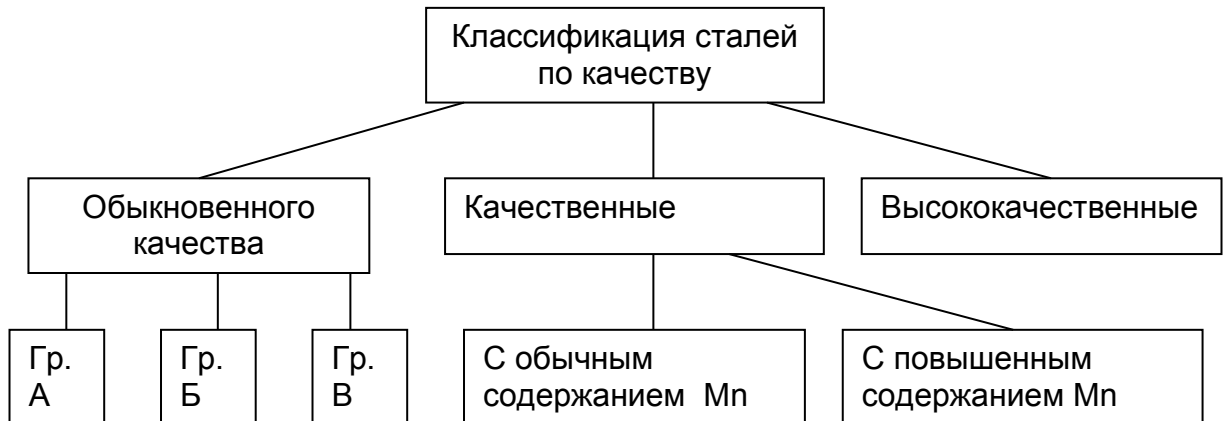 Классификация сталей
по качеству
Обыкновенного
качества
Качественные
Высококачественные
Гр.
А
Гр.
Б
Гр.
В
С обычным
содержанием Mn
С повышенным
содержанием Mn